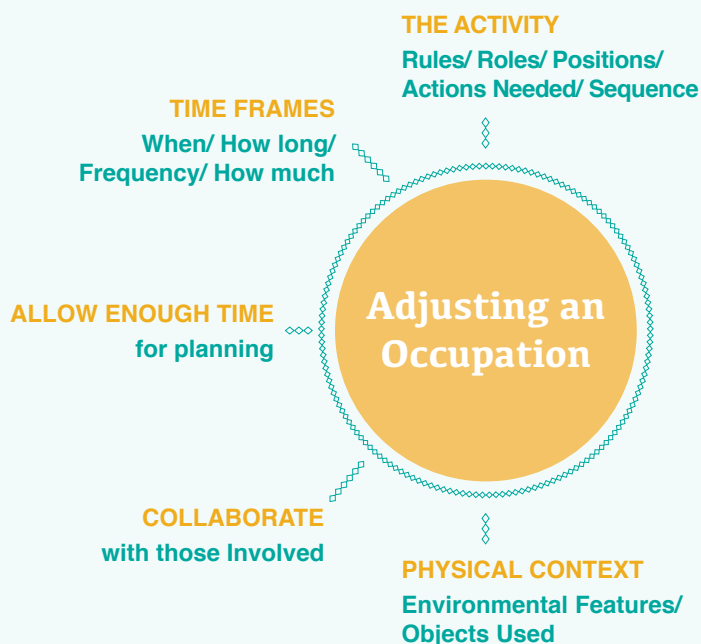 THE ACTIVITY
Rules/ Roles/ Positions/
Actions Needed/ Sequence
TIME FRAMES
When/ How long/
Frequency/ How much
Adjusting an
Occupation
ALLOW ENOUGH TIME
for planning
COLLABORATE
with those Involved
PHYSICAL CONTEXT
Environmental Features/
Objects Used